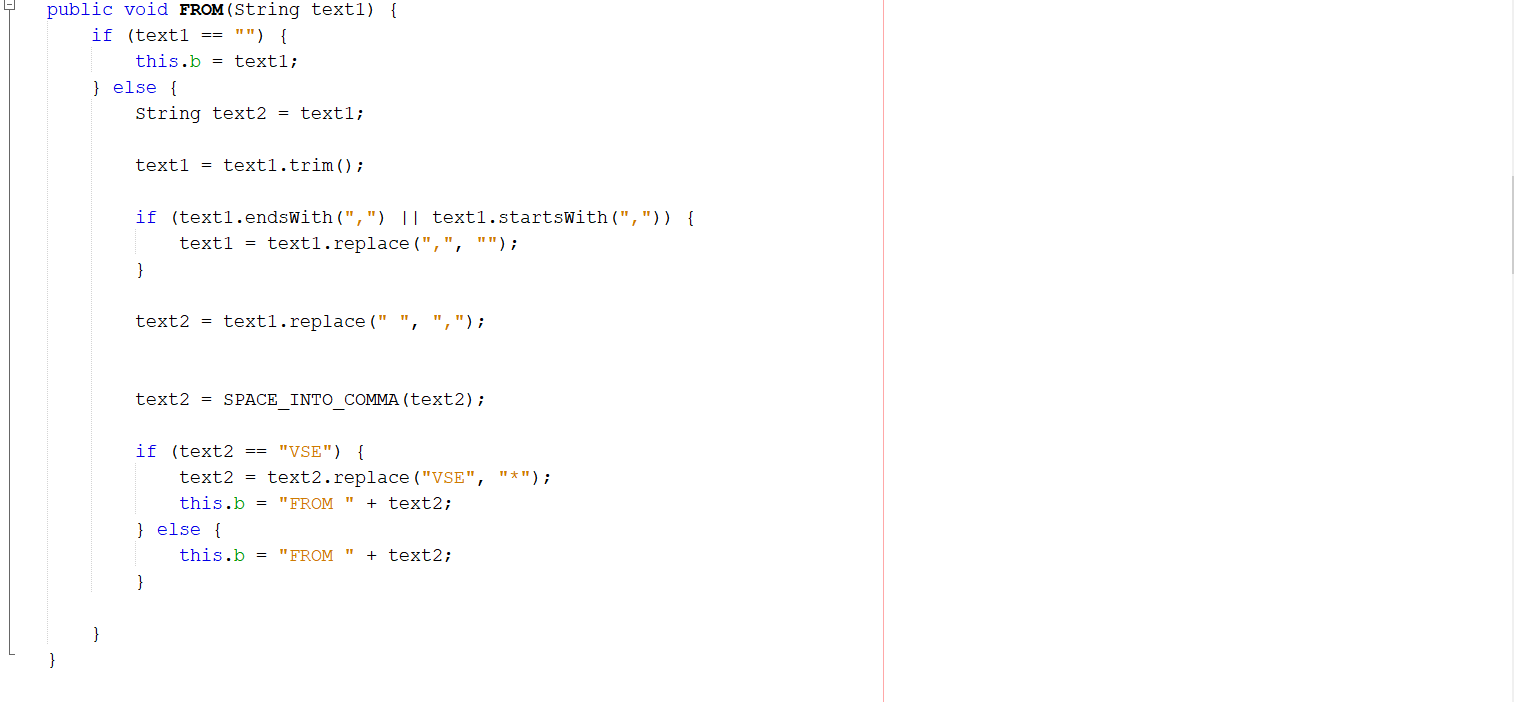 public void FROM(String text1) {
if (text1 == "") {
this.b = text1;
} else {
String text2 = text1;
text1 = text1.trim();
if (text1.endsWith(",") || text1.startsWith(",")) {
text1 = text1.replace(",", "");
}
text2 = text1.replace(" ", ",");
text2 = SPACE_INTO_COMMA(text2);
if (text2 == "VSE") {
text2 = text2.replace("VSE", "*");
this.b = "FROM " + text2;
} else {
this.b = "FROM " + text2;
}
}
}